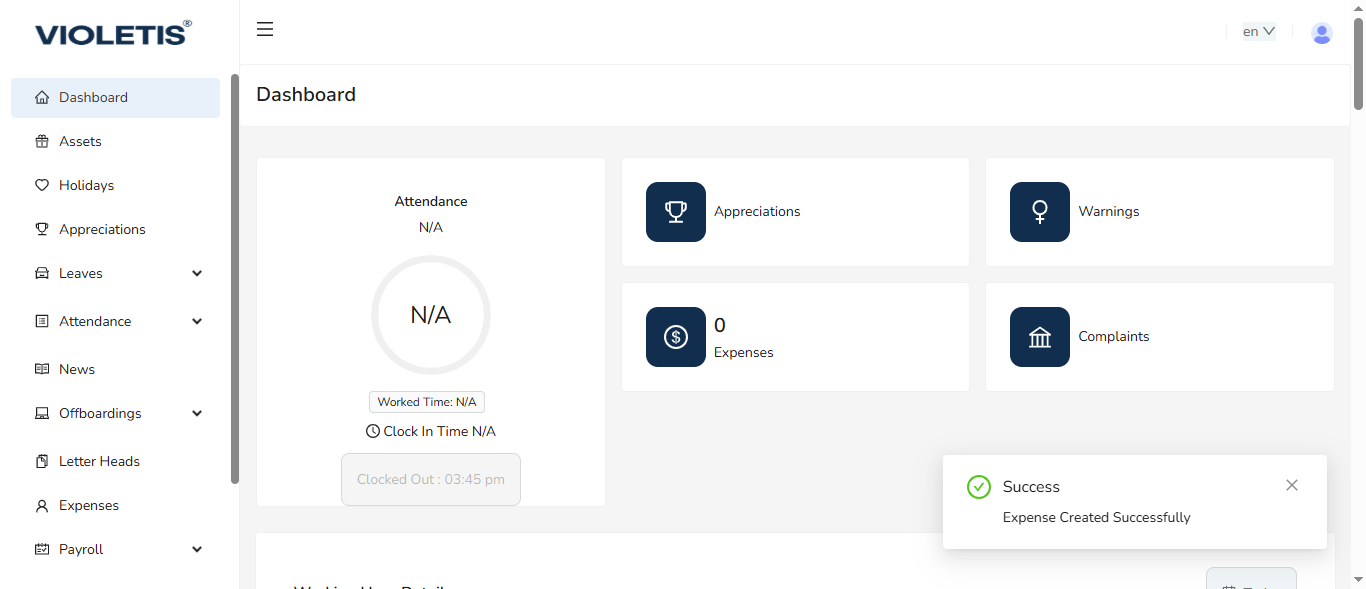 VIOLETIS®
en
Dashboard
Assets
Holidays
Appreciations
Leaves
Attendance
News
Offboardings
Letter Heads
Expenses
Payroll
Dashboard
Attendance
N/A
N/A
Worked Time: N/A
Clock In Time N/A
Clocked Out : 03:45 pm
Appreciations
Warnings
0
Expenses
Complaints
Success
Expense Created Successfully